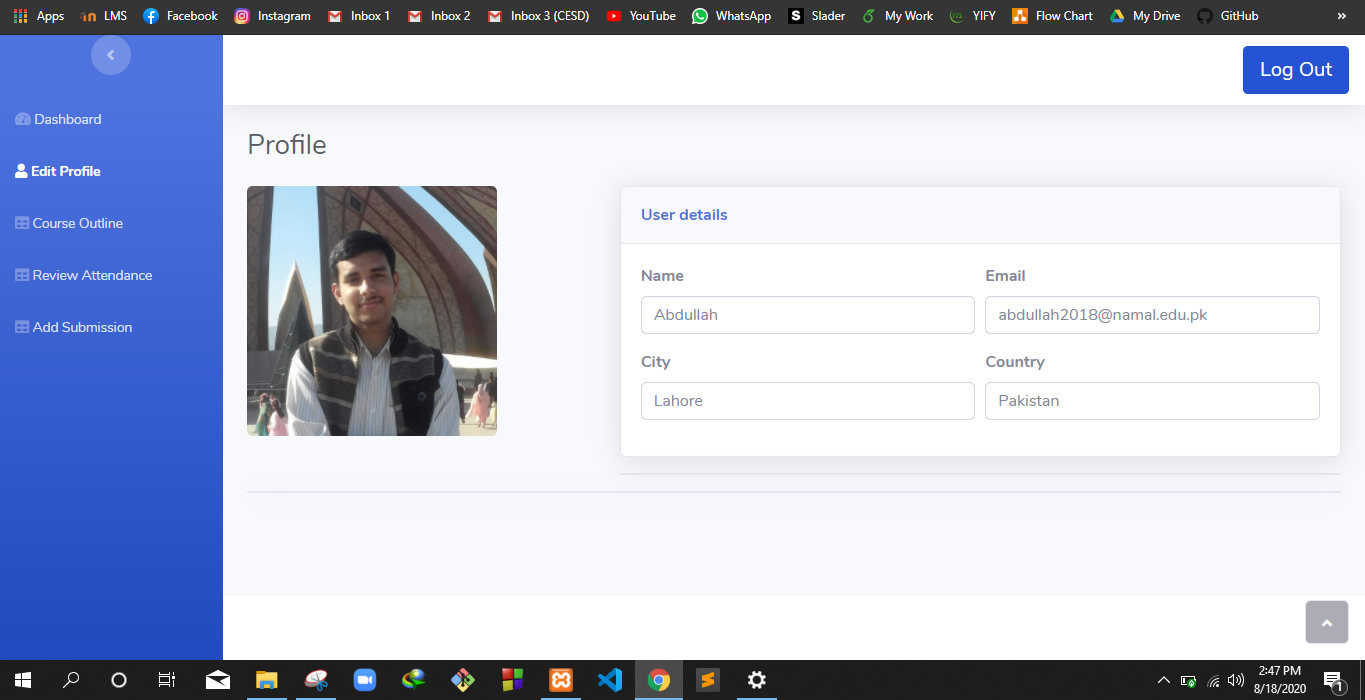 Apps LMS Facebook Instagram Inbox 1 Inbox 2 Inbox 3 (CESD) YouTube WhatsApp S Slader My Work YIFY Flow Chart My Drive GitHub »
Log Out
Dashboard
Edit Profile
Course Outline
Review Attendance
Add Submission
Profile
User details
Name Email
Abdullah abdullah2018@namal.edu.pk
City Country
Lahore Pakistan
2:47 PM
8/18/2020
1